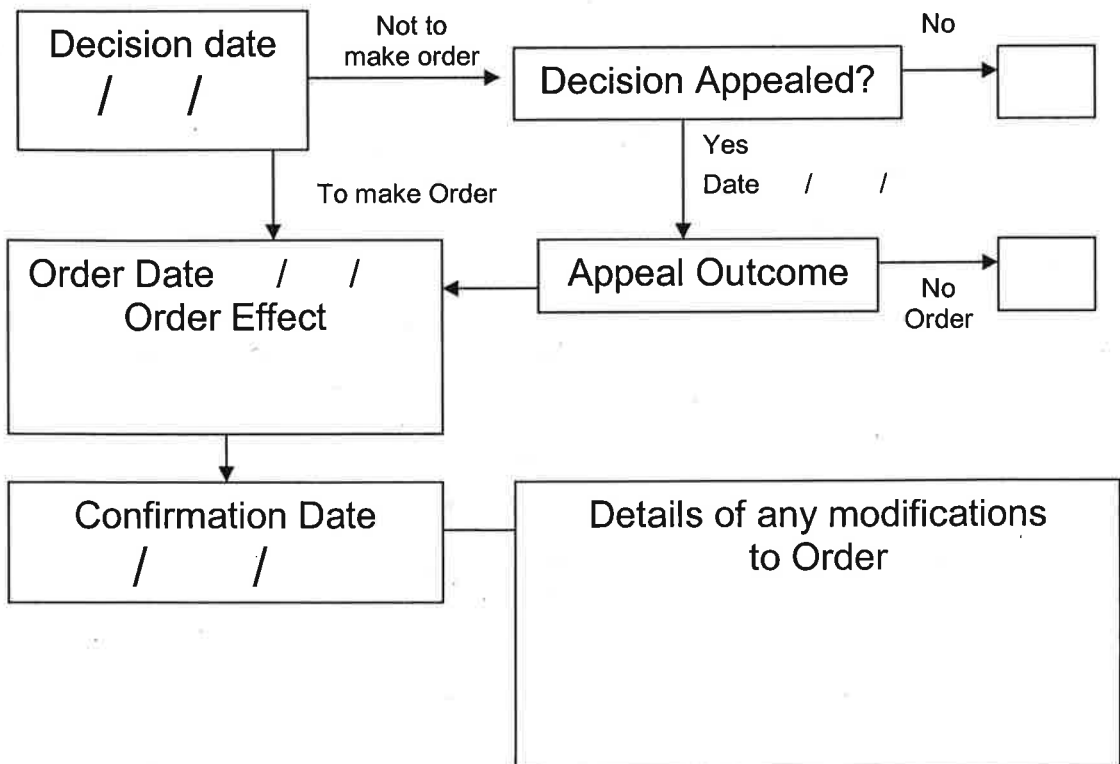 Decision date
/ /
Not to
make order
Decision Appealed?
No
Yes
Date / /
To make Order
Order Date / /
Order Effect
Appeal Outcome
No
Order
Confirmation Date
/ /
Details of any modifications
to Order